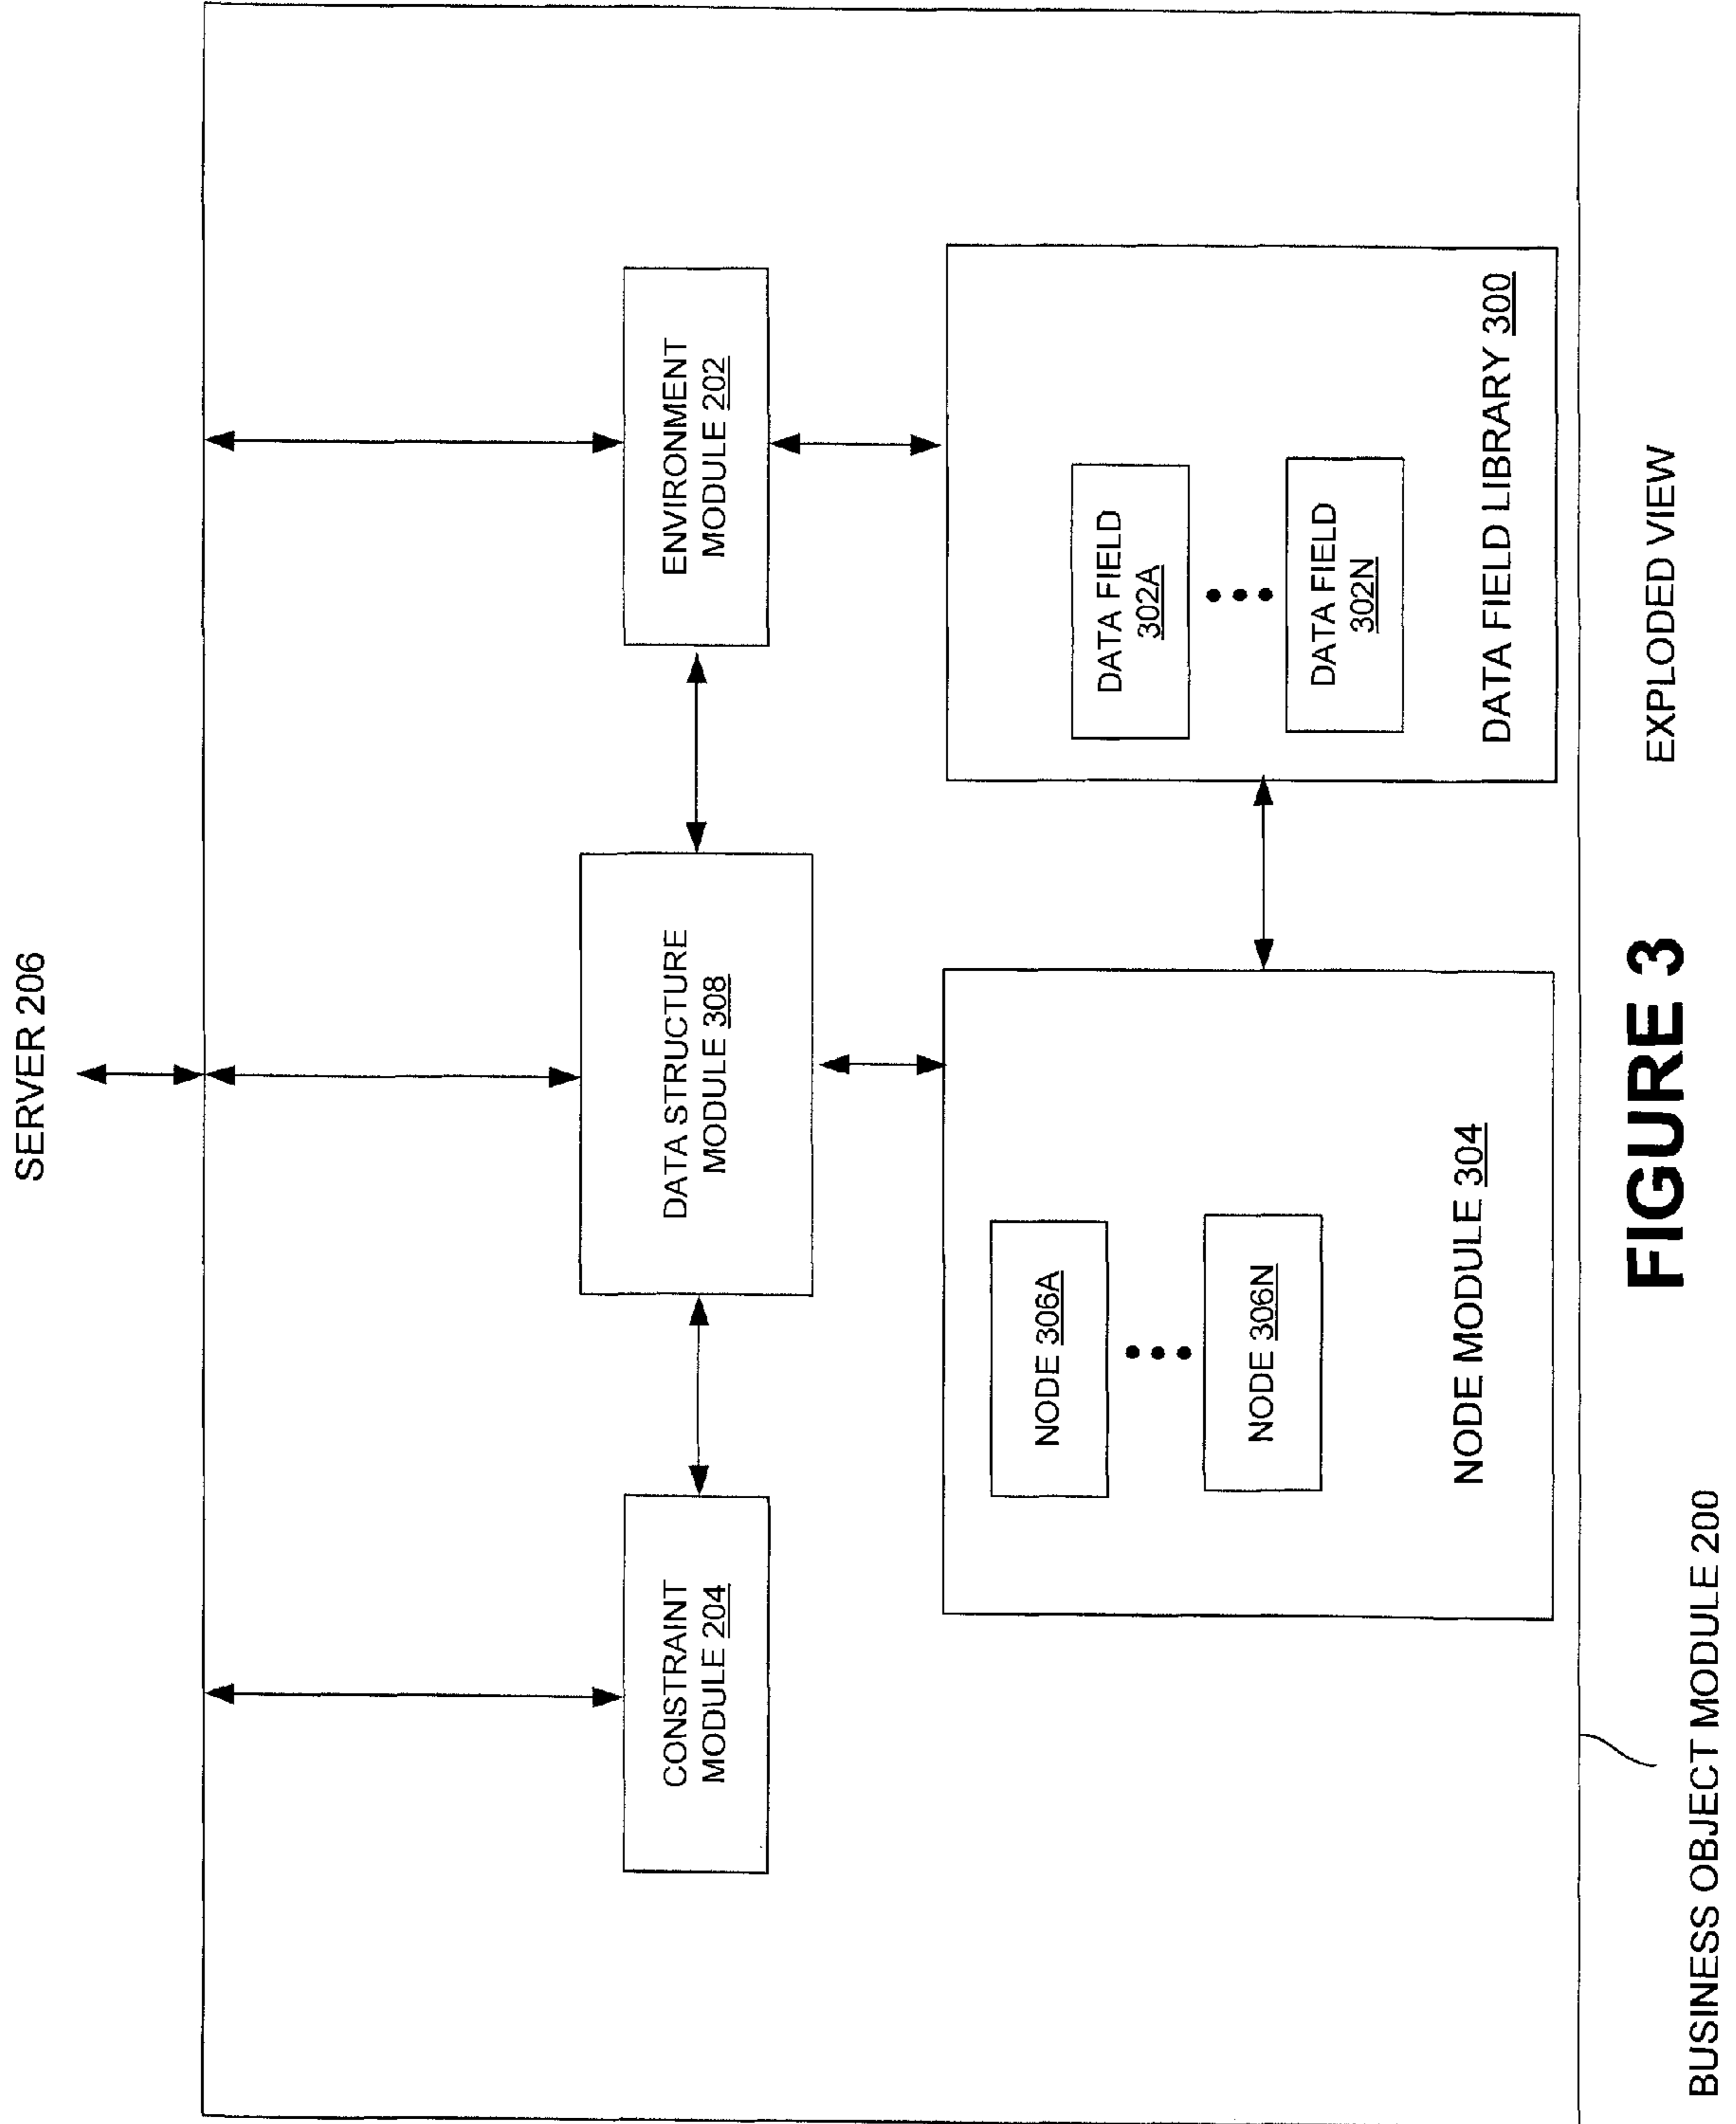 SERVER 206
CONSTRAINT
MODULE 204
DATA STRUCTURE
MODULE 308
ENVIRONMENT
MODULE 202
NODE 306A
NODE 306N
NODE MODULE 304
DATA FIELD
302A
DATA FIELD
302N
DATA FIELD LIBRARY 300
BUSINESS OBJECT MODULE 200
FIGURE 3
EXPLODED VIEW